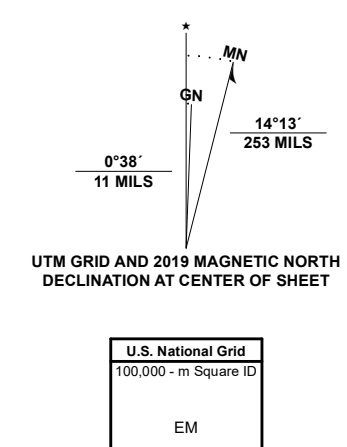 ★
MN
GN
14°13´
253 MILS
0°38´
11 MILS
UTM GRID AND 2019 MAGNETIC NORTH
DECLINATION AT CENTER OF SHEET
U.S. National Grid
100,000 - m Square ID
EM